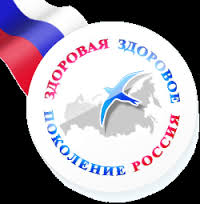 ЗДОРОВАЯ ЗДОРОВОЕ
ПОКОЛЕНИЕ РОССИЯ